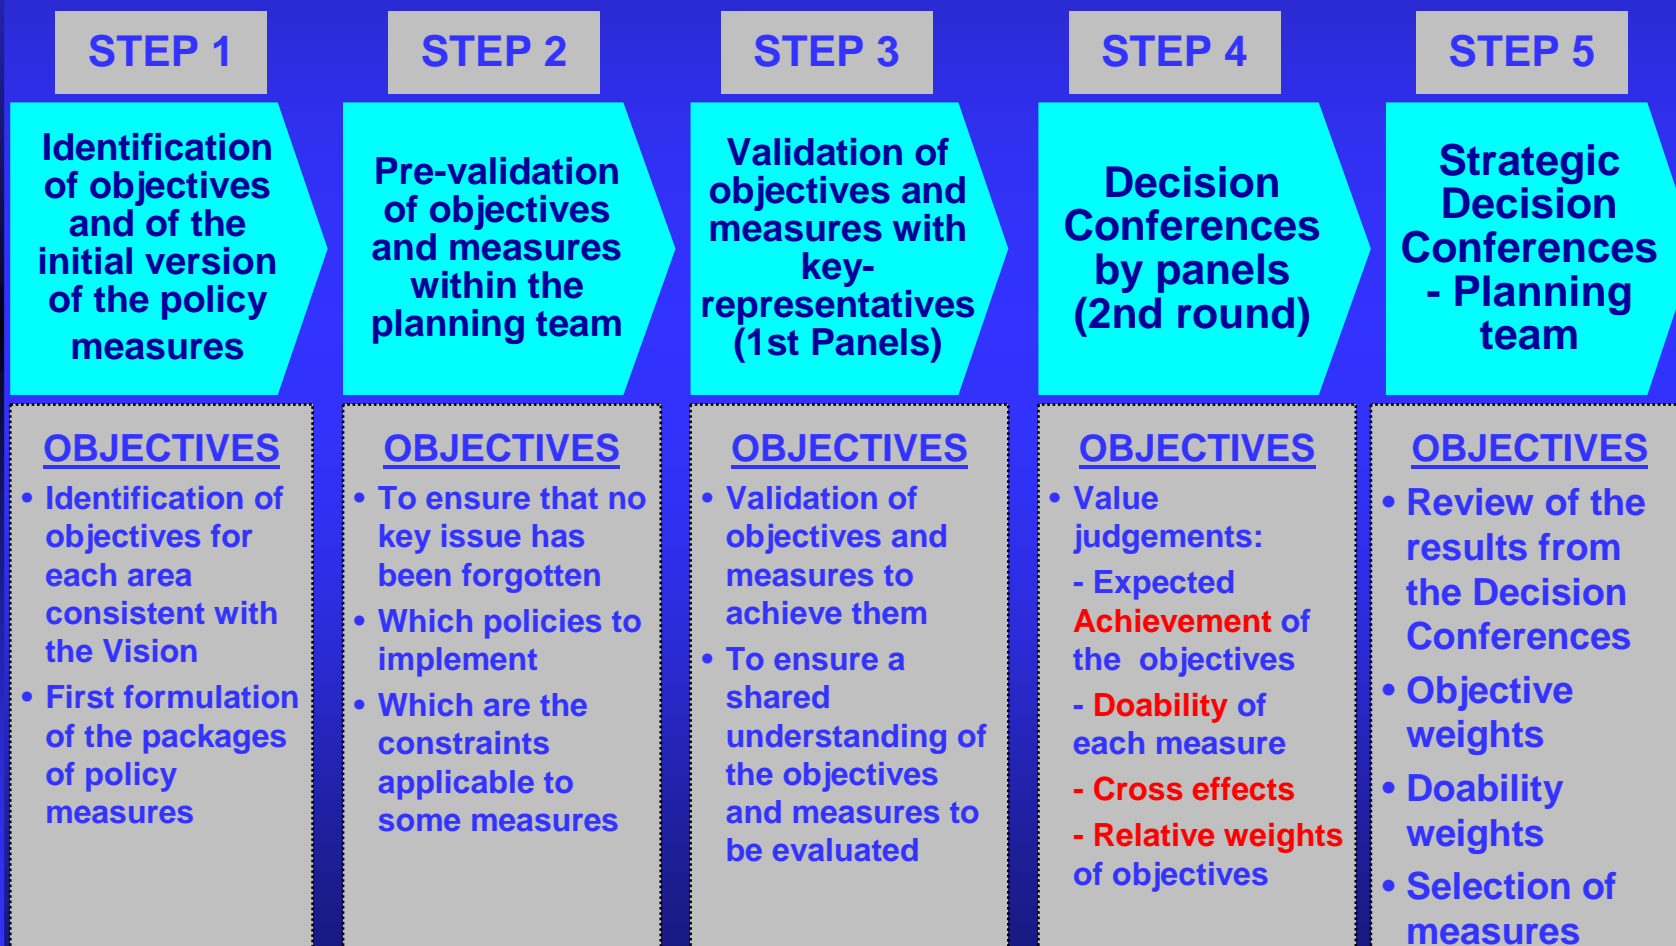 STEP 1
Identification
of objectives
and of the
initial version
of the policy
measures
OBJECTIVES
• Identification of
objectives for
each area
consistent with
the Vision
• First formulation
of the packages
of policy
measures
STEP 2
Pre-validation
of objectives
and measures
within the
planning team
OBJECTIVES
• To ensure that no
key issue has
been forgotten
• Which policies to
implement
• Which are the
constraints
applicable to
some measures
STEP 3
Validation of
objectives and
measures with
key-
representatives
(1st Panels)
OBJECTIVES
• Validation of
objectives and
measures to
achieve them
• To ensure a
shared
understanding of
the objectives
and measures to
be evaluated
STEP 4
Decision
Conferences
by panels
(2nd round)
OBJECTIVES
• Value
judgements:
- Expected
Achievement of
the objectives
- Doability of
each measure
- Cross effects
- Relative weights
of objectives
STEP 5
Strategic
Decision
Conferences
- Planning
team
OBJECTIVES
• Review of the
results from
the Decision
Conferences
• Objective
weights
• Doability
weights
• Selection of
measures